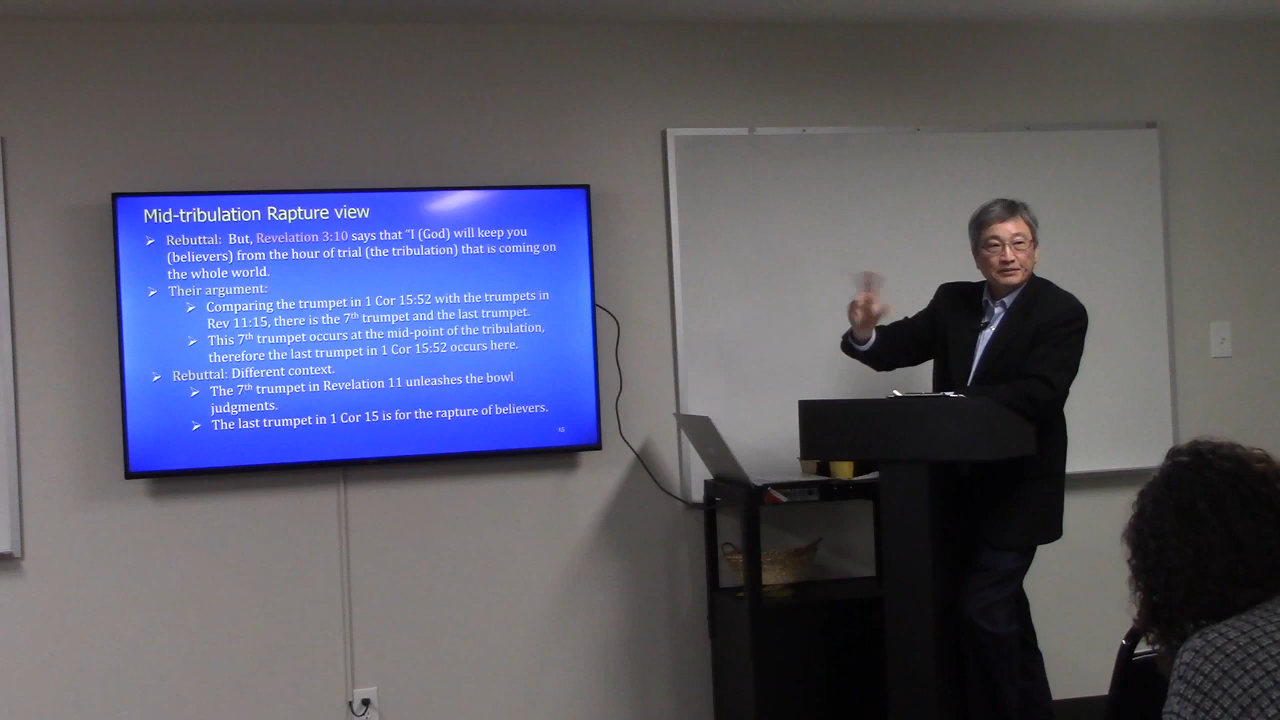 Mid-tribulation Rapture view
➢ Rebuttal: But, Revelation 3:10 says that "I (God) will keep you
(believers) from the hour of trial (the tribulation) that is coming on
the whole world.
➢ Their argument:
➢ Comparing the trumpet in 1 Cor 15:52 with the trumpets in
Rev 11:15, there is the 7th trumpet and the last trumpet.
➢ This 7th trumpet occurs at the mid-point of the tribulation,
therefore the last trumpet in 1 Cor 15:52 occurs here.
➢ Rebuttal: Different context.
➢ The 7th trumpet in Revelation 11 unleashes the bowl
judgments.
➢ The last trumpet in 1 Cor 15 is for the rapture of believers.